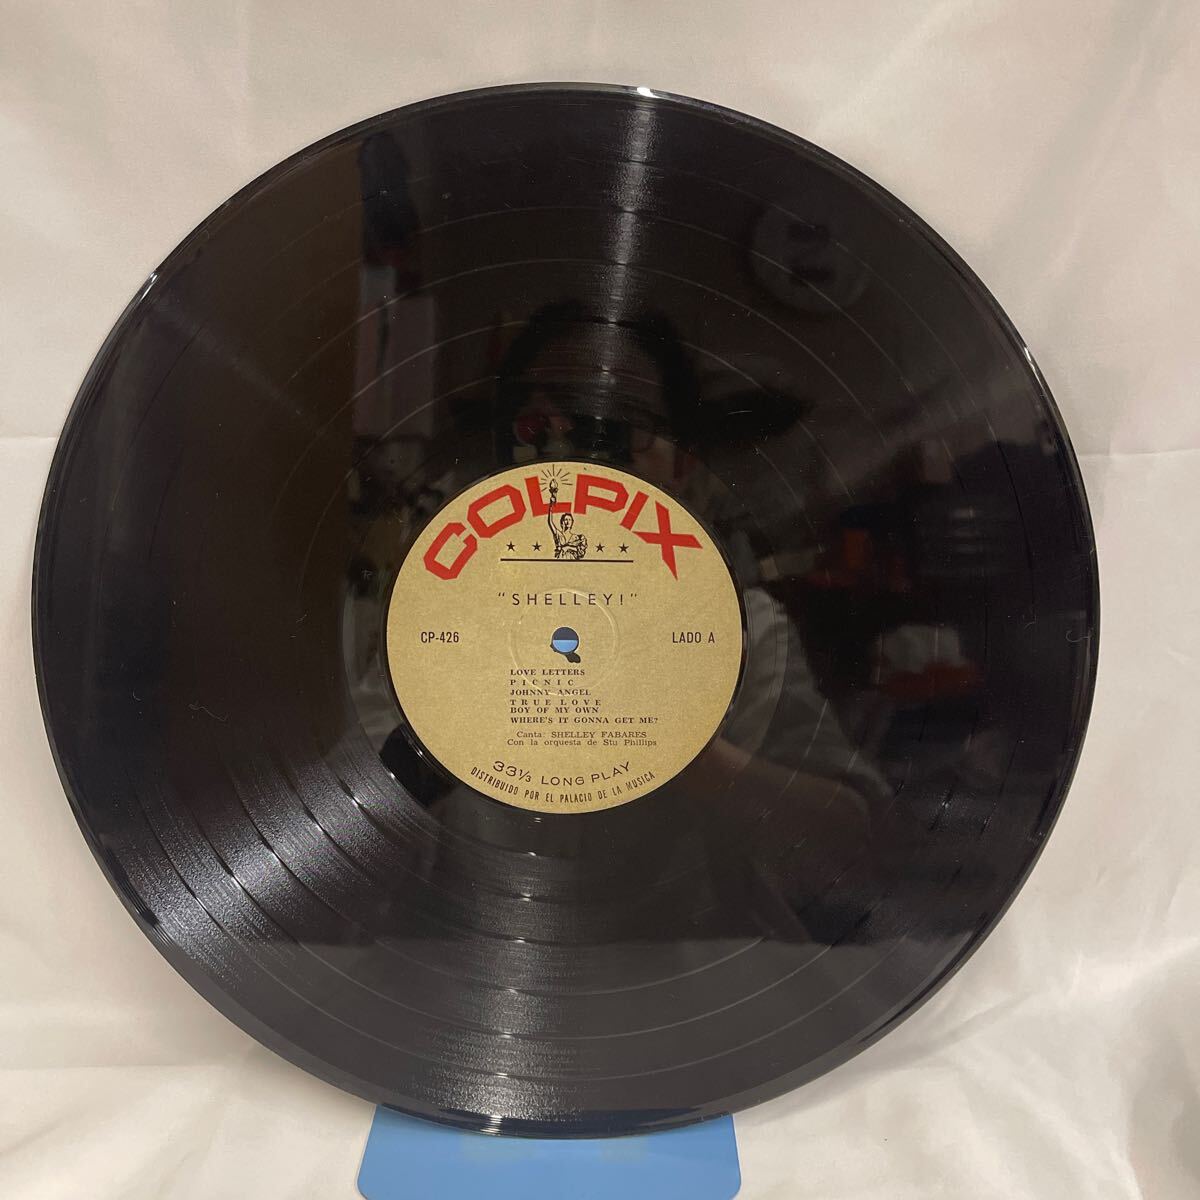 COLPIX
"SHELLEY!"
CP-426
LADO A
LOVE LETTERS
PICNIC
JOHNNY ANGEL
TRUE LOVE
BOY OF MY OWN
WHERE'S IT GONNA GET ME?
Canta: SHELLEY FABARES
Con la orquesta de Stu Phillips
33⅓ LONG PLAY
DISTRIBUIDO POR EL PALACIO DE LA MUSICA